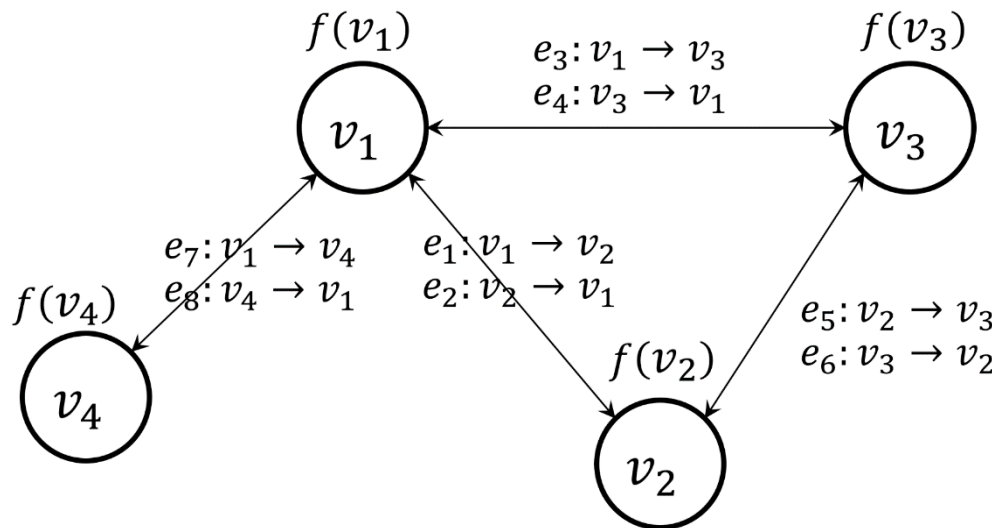 f(v₁)
v₁
e₃: v₁ → v₃
e₄: v₃ → v₁
f(v₃)
v₃
e₇: v₁ → v₄
e₈: v₄ → v₁
e₁: v₁ → v₂
e₂: v₂ → v₁
f(v₄)
v₄
e₅: v₂ → v₃
e₆: v₃ → v₂
f(v₂)
v₂